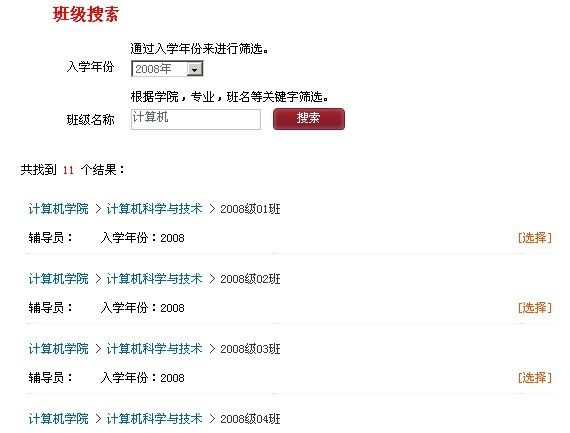 班级搜索
通过入学年份来进行筛选。
入学年份 2008年
根据学院，专业，班名等关键字筛选。
班级名称 计算机 搜索
共找到 11 个结果：
计算机学院 > 计算机科学与技术 > 2008级01班
辅导员： 入学年份：2008 [选择]
计算机学院 > 计算机科学与技术 > 2008级02班
辅导员： 入学年份：2008 [选择]
计算机学院 > 计算机科学与技术 > 2008级03班
辅导员： 入学年份：2008 [选择]
计算机学院 > 计算机科学与技术 > 2008级04班